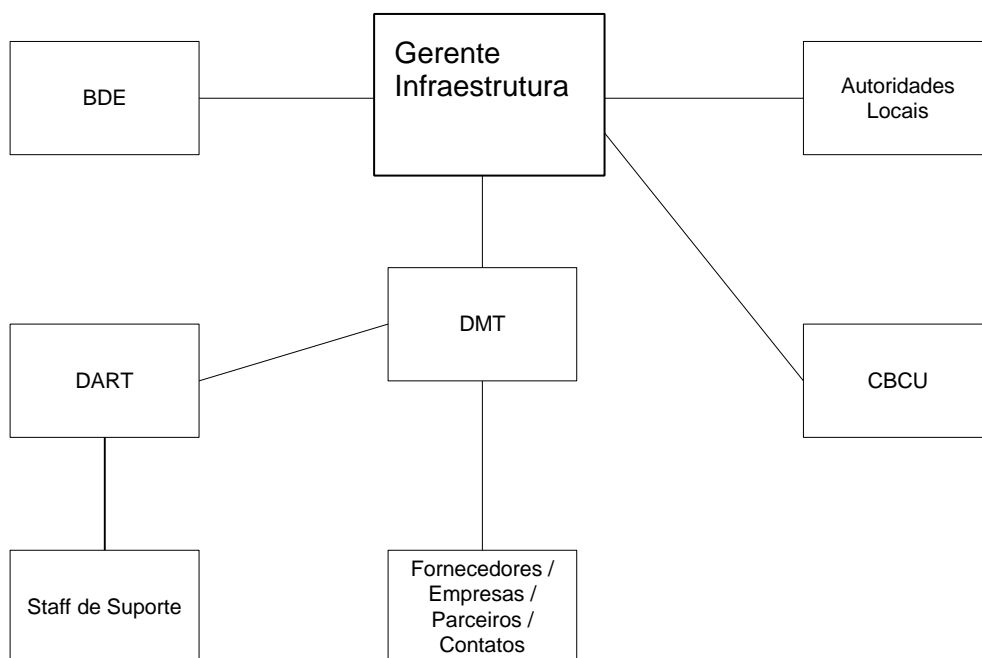 Gerente
Infraestrutura
BDE
Autoridades
Locais
DMT
DART
CBCU
Staff de Suporte
Fornecedores /
Empresas /
Parceiros /
Contatos